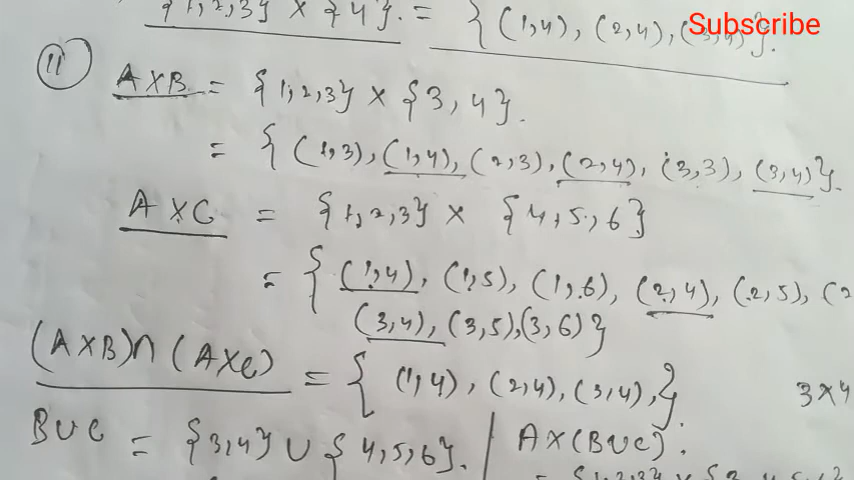 {1,2,3} × {4}. = {(1,4), (2,4), (3,4)}.
Subscribe
(11) A×B = {1,2,3} × {3,4}.
= {(1,3), (1,4), (2,3), (2,4), (3,3), (3,4)}.
A×C = {1,2,3} × {4,5,6}
= {(1,4), (1,5), (1,6), (2,4), (2,5), (2
(3,4), (3,5), (3,6)}
(A×B)∩(A×C) = {(1,4), (2,4), (3,4),}.
3×4
B∪C = {3,4} ∪ {4,5,6}. | A×(B∪C).